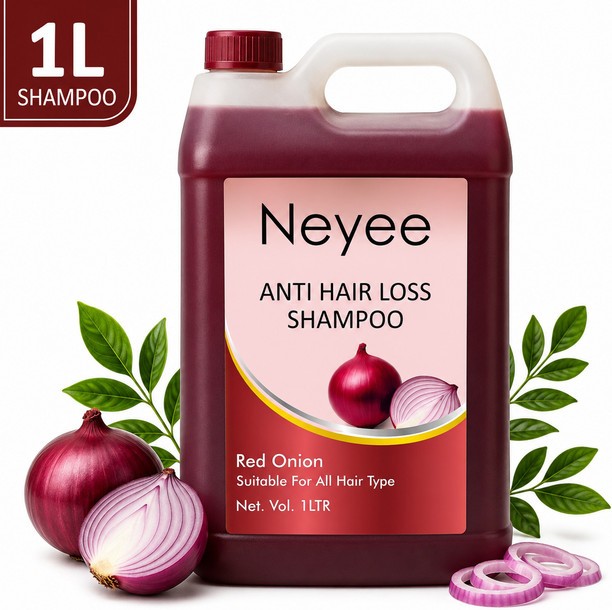 1L
SHAMPOO
Neyee
ANTI HAIR LOSS
SHAMPOO
Red Onion
Suitable For All Hair Type
Net. Vol. 1LTR